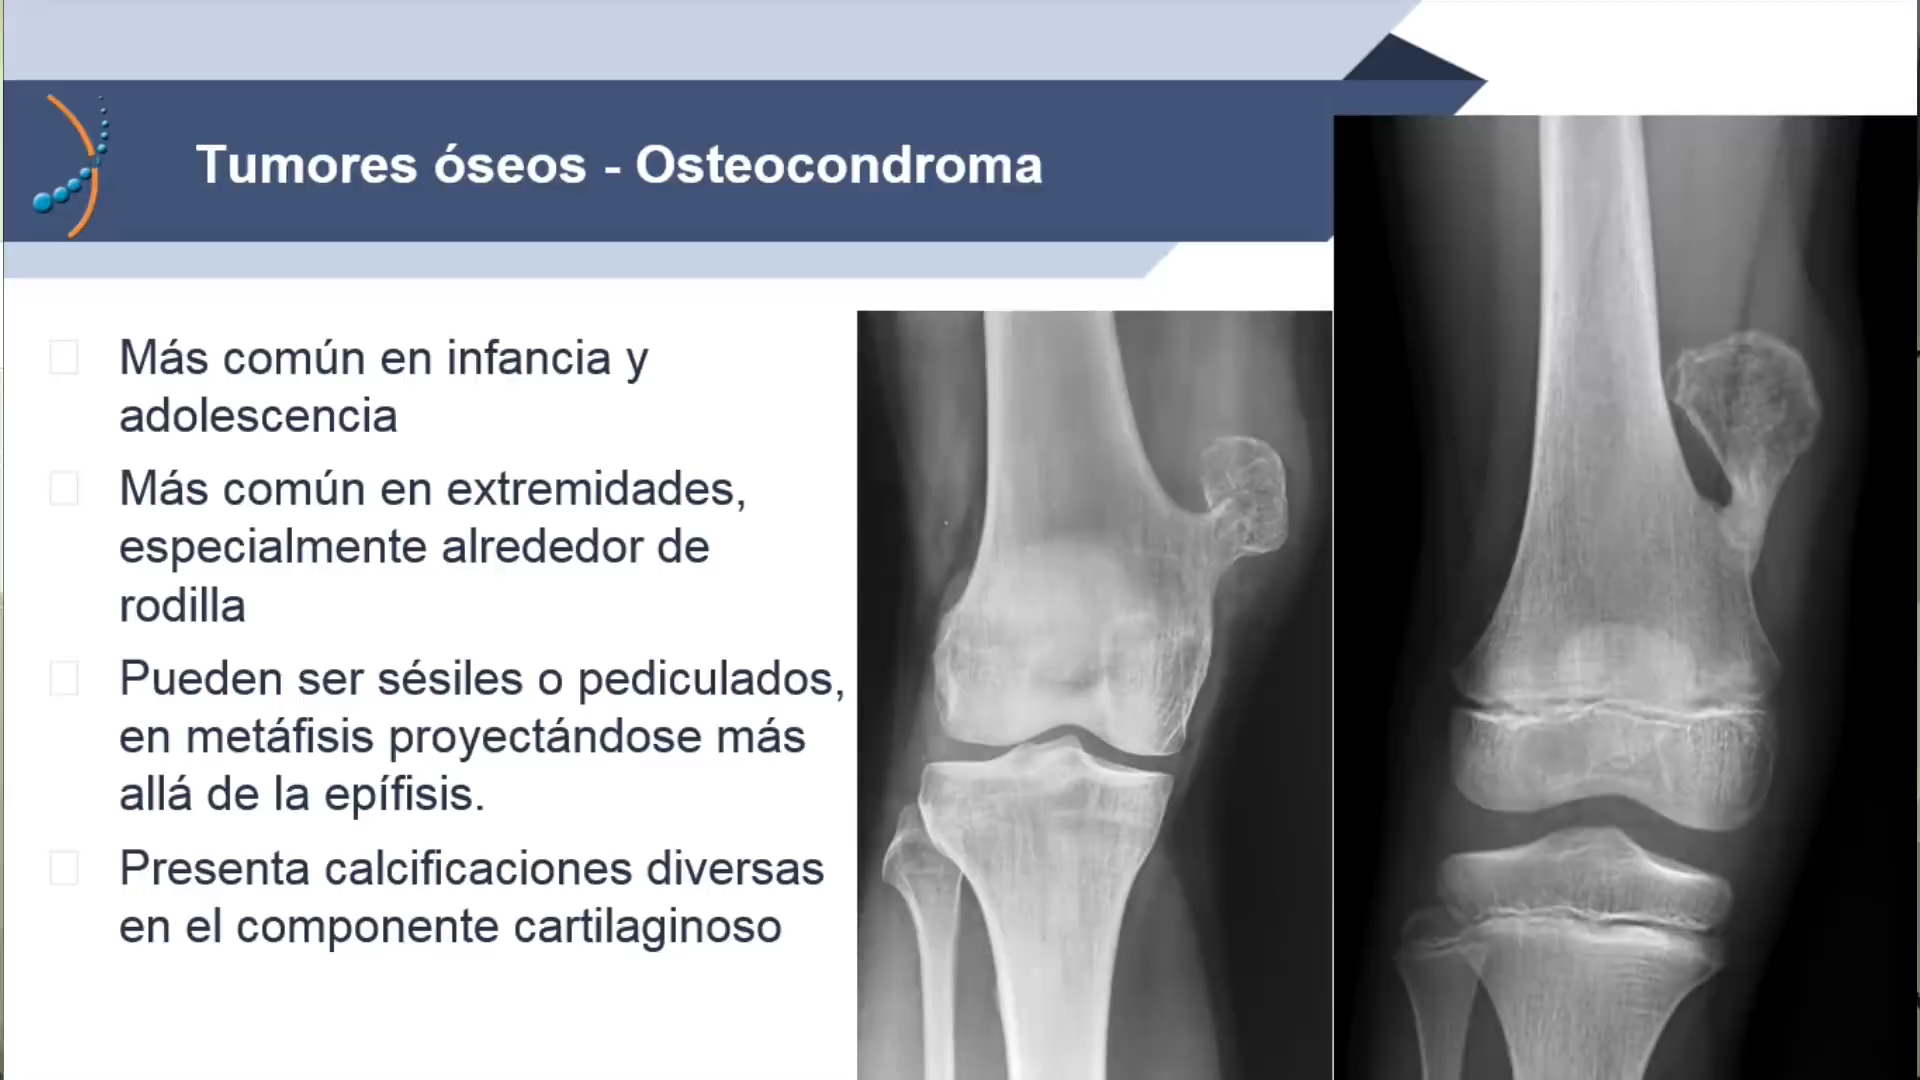 Tumores óseos - Osteocondroma
Más común en infancia y
adolescencia
Más común en extremidades,
especialmente alrededor de
rodilla
Pueden ser sésiles o pediculados,
en metáfisis proyectándose más
allá de la epífisis.
Presenta calcificaciones diversas
en el componente cartilaginoso